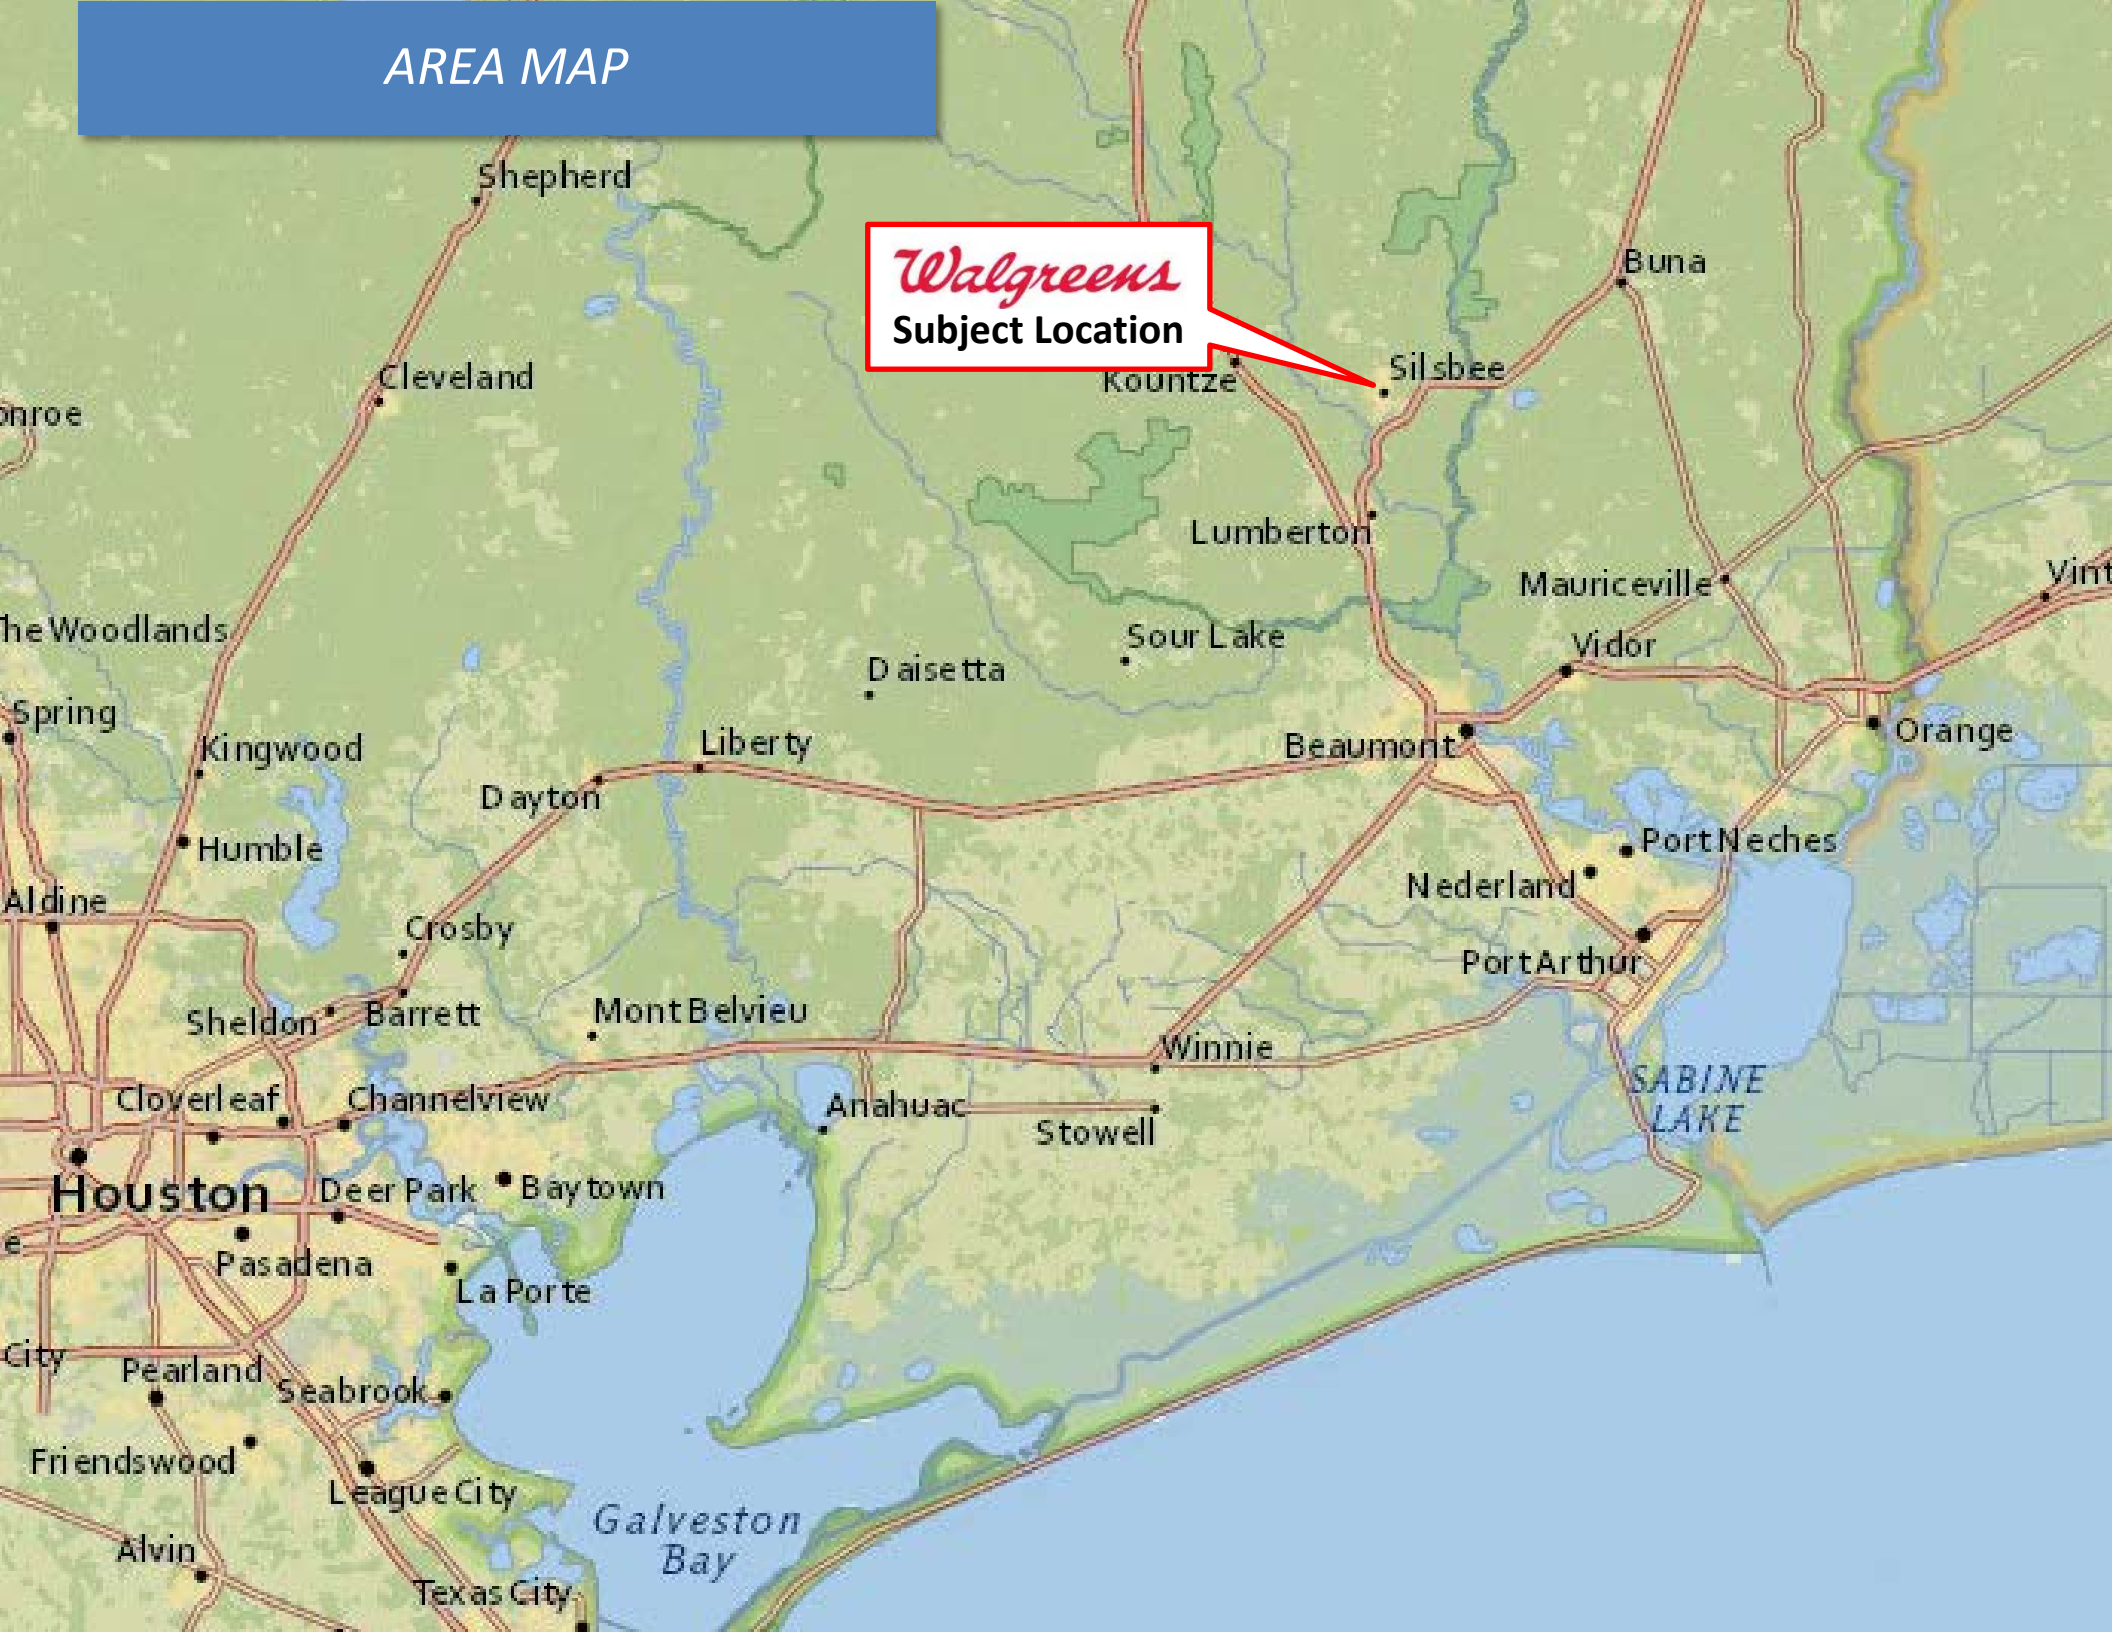 AREA MAP
Shepherd
Walgreens
Subject Location
Buna
Silsbee
Cleveland
Kountze
onroe
Lumberton
Mauriceville
Vint
The Woodlands
Sour Lake
Vidor
Daisetta
Spring
Kingwood
Liberty
Beaumont
Orange
Dayton
Humble
Port Neches
Nederland
Aldine
Crosby
Port Arthur
Sheldon
Barrett
Mont Belvieu
Winnie
SABINE
LAKE
Cloverleaf
Channelview
Anahuac
Stowell
Houston
Deer Park
Baytown
e
Pasadena
La Porte
City
Pearland
Seabrook
Friendswood
League City
Galveston
Bay
Alvin
Texas City